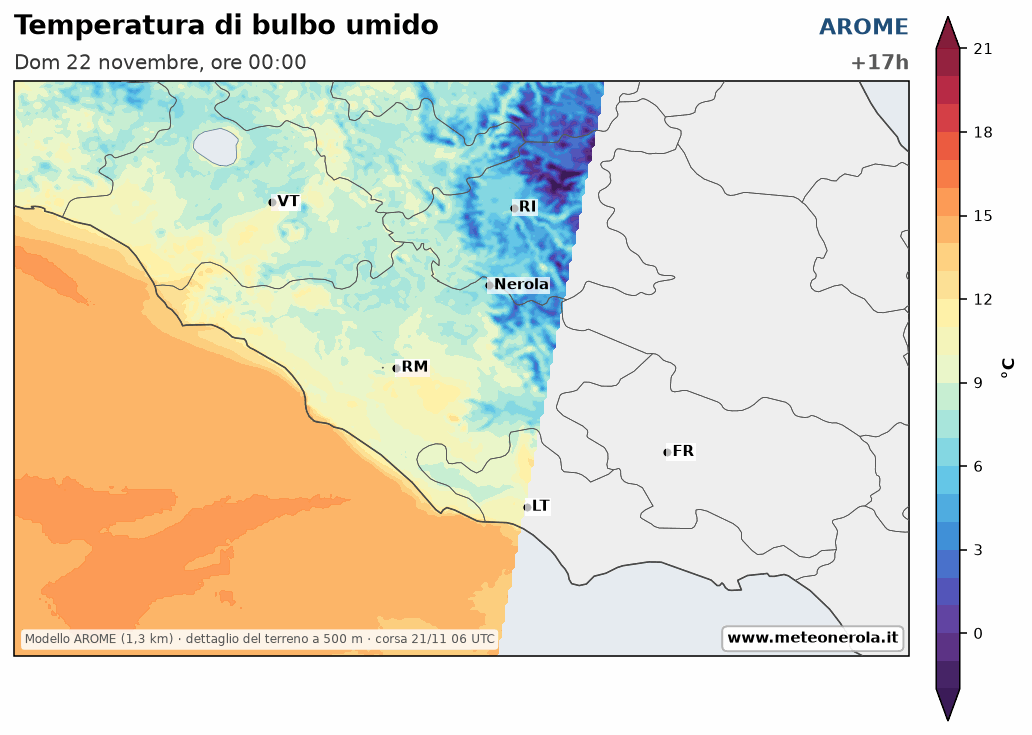 Temperatura di bulbo umido
AROME
Dom 22 novembre, ore 00:00
+17h
21
18
15
12
9
6
3
0
°C
VT
RI
Nerola
RM
FR
LT
Modello AROME (1,3 km) · dettaglio del terreno a 500 m · corsa 21/11 06 UTC
www.meteonerola.it